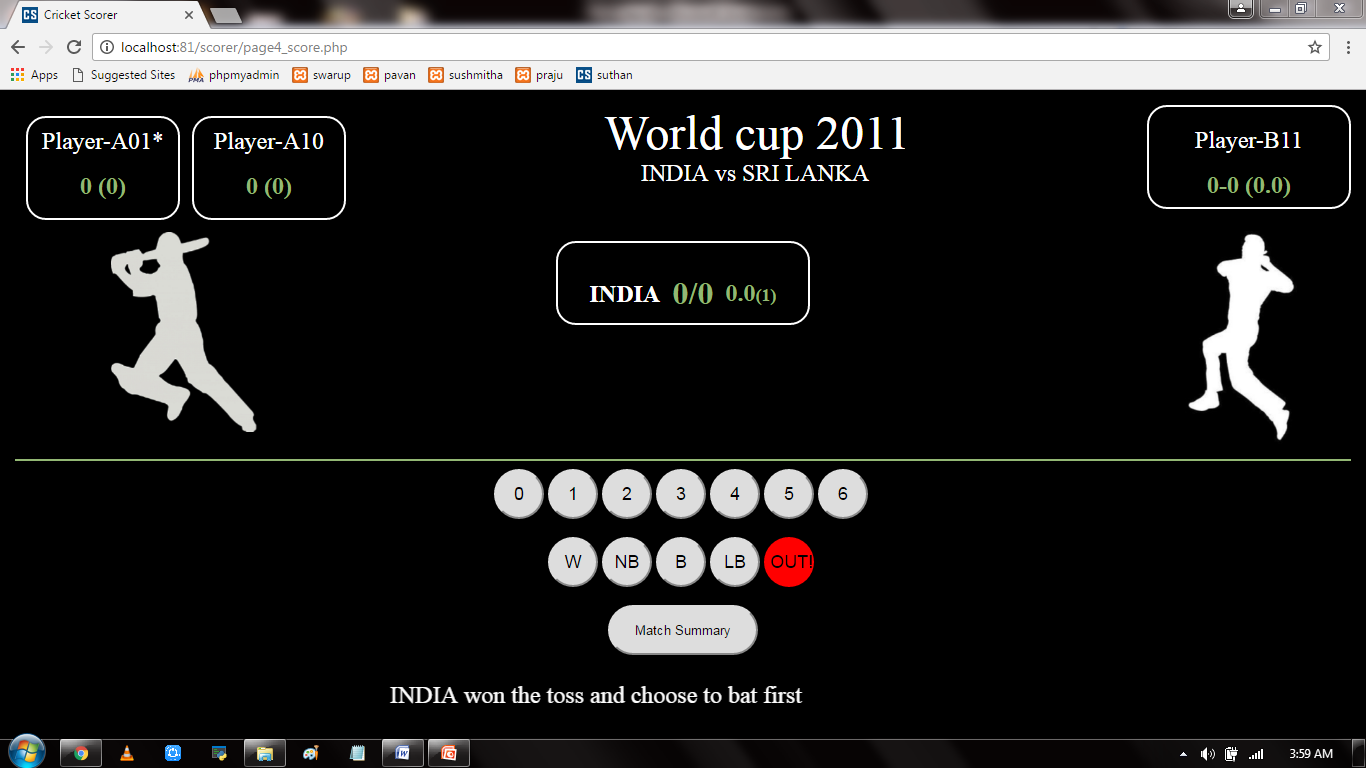 CS Cricket Scorer
localhost:81/scorer/page4_score.php
Apps Suggested Sites PMA phpmyadmin swarup pavan sushmitha praju CS suthan
Player-A01* Player-A10 World cup 2011 Player-B11
INDIA vs SRI LANKA
0 (0) 0 (0) 0-0 (0.0)
INDIA 0/0 0.0(1)
0 1 2 3 4 5 6
W NB B LB OUT!
Match Summary
INDIA won the toss and choose to bat first
3:59 AM